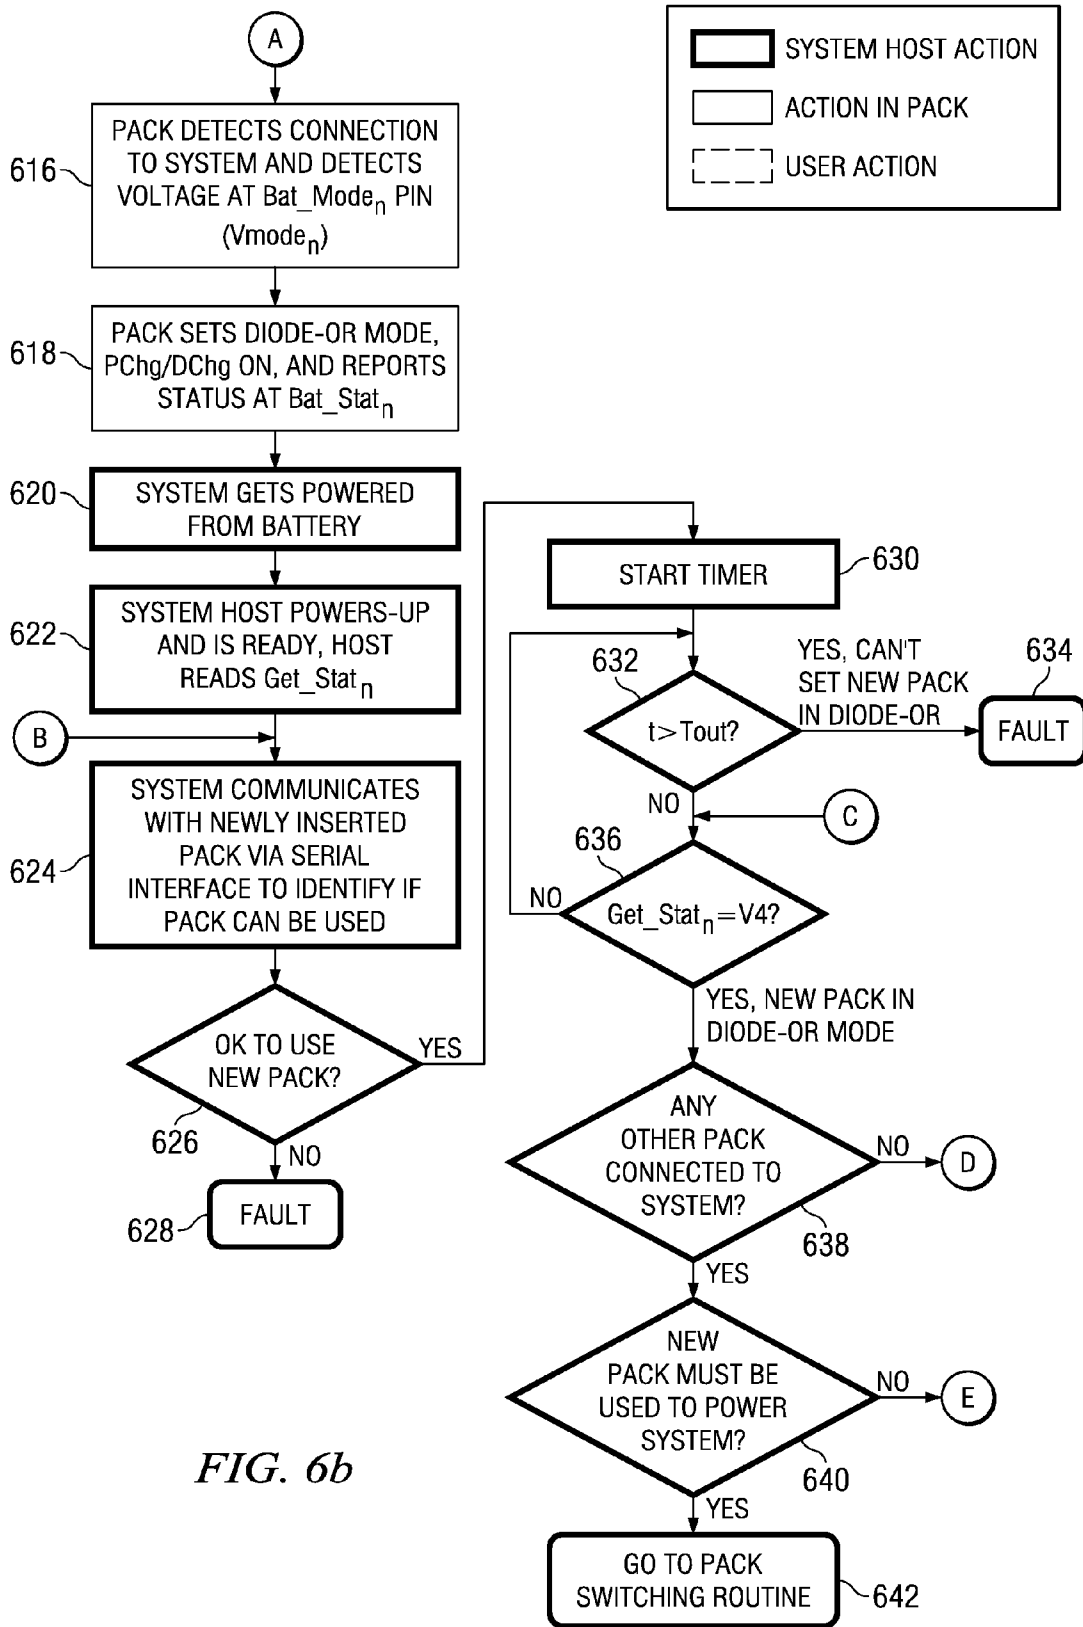 A
SYSTEM HOST ACTION
ACTION IN PACK
USER ACTION
616
PACK DETECTS CONNECTION
TO SYSTEM AND DETECTS
VOLTAGE AT Bat_Mode_n PIN
(Vmode_n)
618
PACK SETS DIODE-OR MODE,
PChg/DChg ON, AND REPORTS
STATUS AT Bat_Stat_n
620
SYSTEM GETS POWERED
FROM BATTERY
622
SYSTEM HOST POWERS-UP
AND IS READY, HOST
READS Get_Stat_n
B
624
SYSTEM COMMUNICATES
WITH NEWLY INSERTED
PACK VIA SERIAL
INTERFACE TO IDENTIFY IF
PACK CAN BE USED
OK TO USE
NEW PACK?
YES
626
NO
628
FAULT
START TIMER
630
632
t>Tout?
YES, CAN'T
SET NEW PACK
IN DIODE-OR
634
FAULT
NO
C
636
Get_Stat_n=V4?
NO
YES, NEW PACK IN
DIODE-OR MODE
ANY
OTHER PACK
CONNECTED TO
SYSTEM?
NO
D
638
YES
NEW
PACK MUST BE
USED TO POWER
SYSTEM?
NO
E
640
YES
GO TO PACK
SWITCHING ROUTINE
642
FIG. 6b